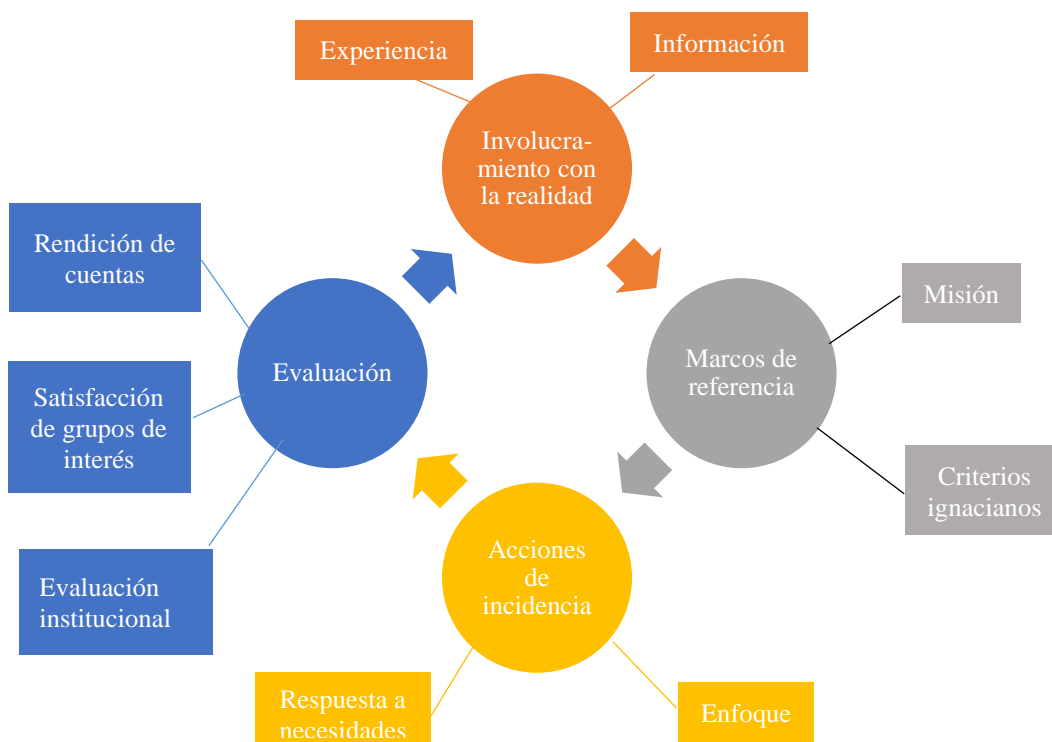 Experiencia
Información
Involucra-
miento con
la realidad
Rendición de
cuentas
Evaluación
Satisfacción
de grupos de
interés
Evaluación
institucional
Marcos de
referencia
Misión
Criterios
ignacianos
Acciones
de
incidencia
Respuesta a
necesidades
Enfoque